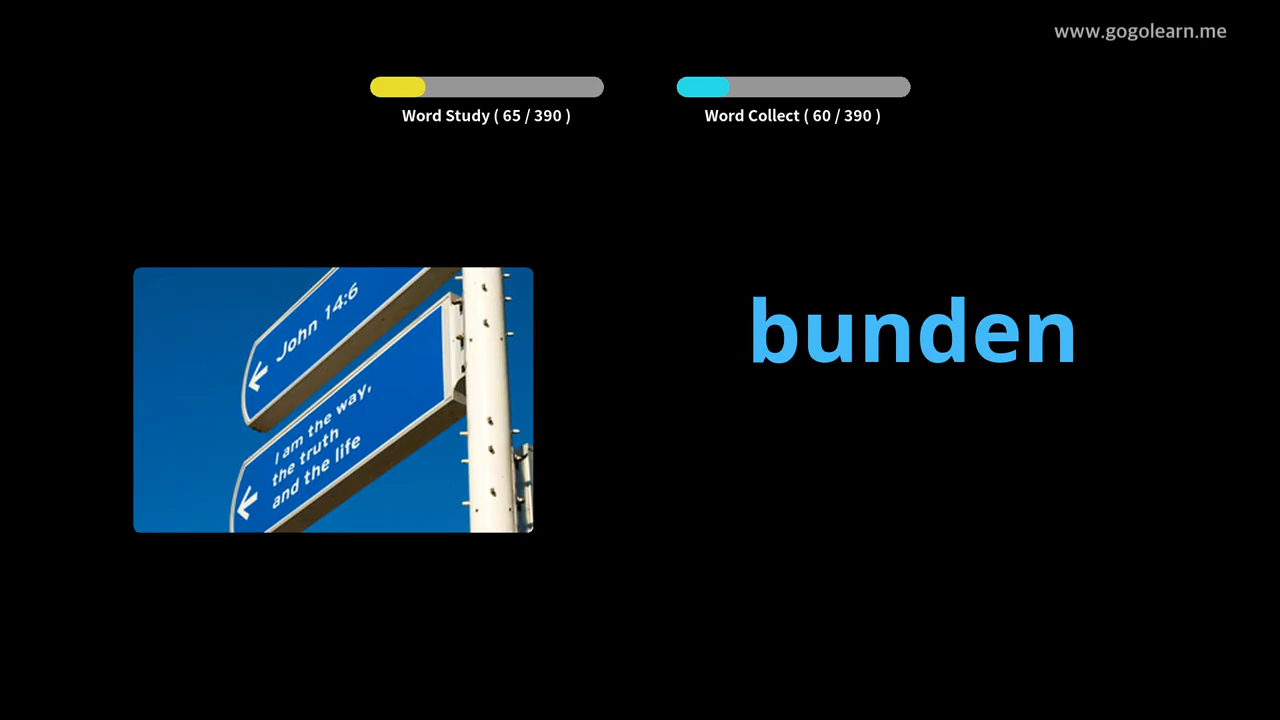 www.gogolearn.me
Word Study ( 65 / 390 )
Word Collect ( 60 / 390 )
John 14:6
I am the way,
the truth
and the life
bunden